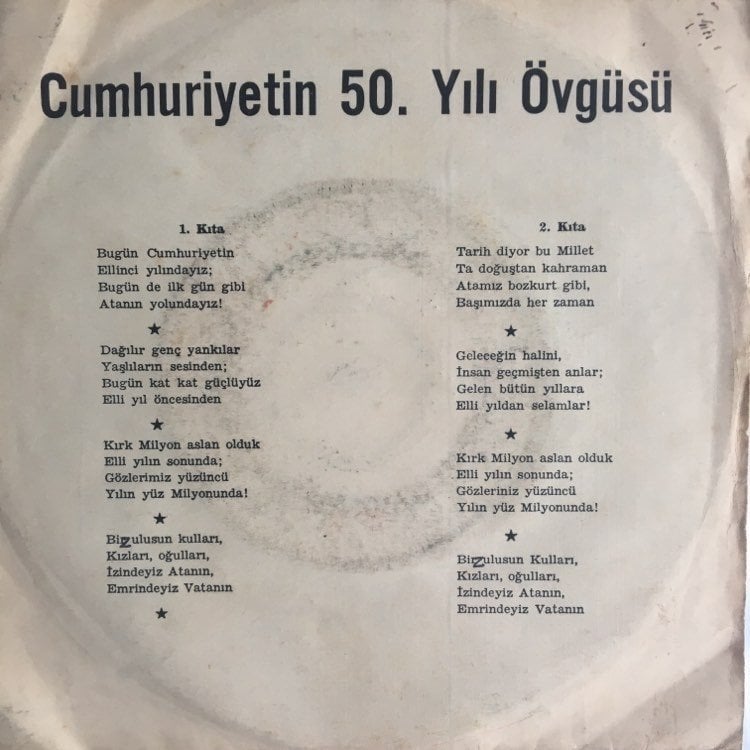 Cumhuriyetin 50. Yılı Övgüsü
1. Kıta
Bugün Cumhuriyetin
Ellinci yılındayız;
Bugün de ilk gün gibi
Atanın yolundayız!
★
Dağılır genç yankılar
Yaşlıların sesinden;
Bugün kat kat güçlüyüz
Elli yıl öncesinden
★
Kırk Milyon aslan olduk
Elli yılın sonunda;
Gözlerimiz yüzüncü
Yılın yüz Milyonunda!
★
Bizulusun kulları,
Kızları, oğulları,
İzindeyiz Atanın,
Emrindeyiz Vatanın
★
2. Kıta
Tarih diyor bu Millet
Ta doğuştan kahraman
Atamız bozkurt gibi,
Başımızda her zaman
★
Geleceğin halini,
İnsan geçmişten anlar;
Gelen bütün yıllara
Elli yıldan selamlar!
★
Kırk Milyon aslan olduk
Elli yılın sonunda;
Gözleriniz yüzüncü
Yılın yüz Milyonunda!
★
Bizulusun Kulları,
Kızları, oğulları,
İzindeyiz Atanın,
Emrindeyiz Vatanın